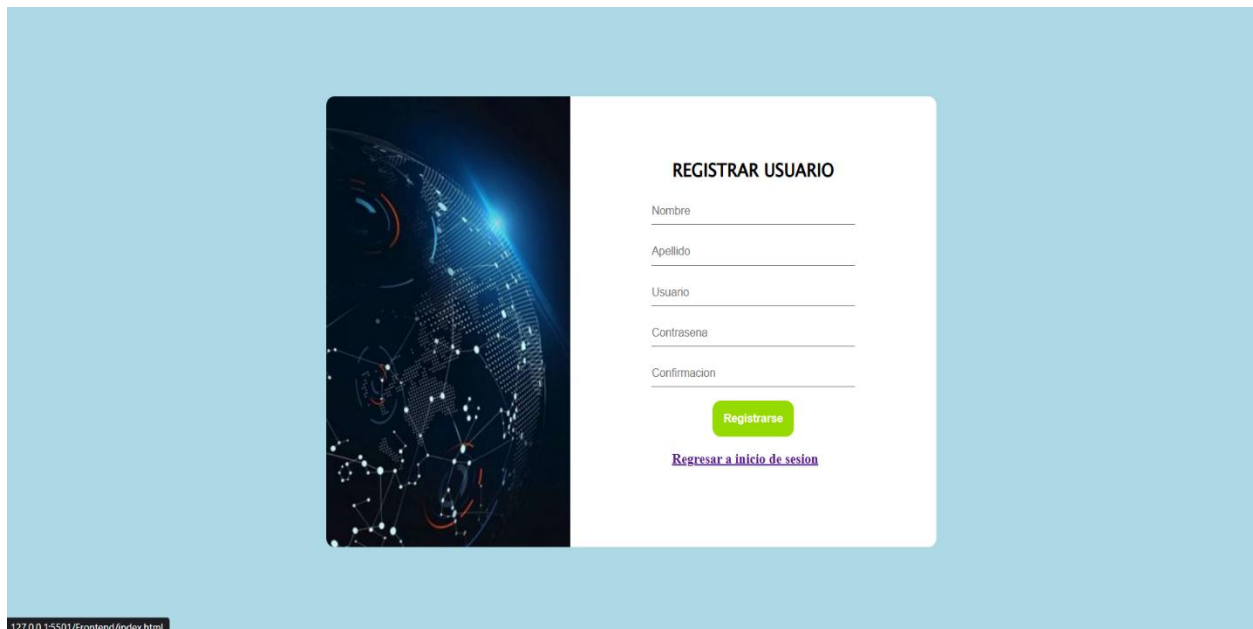 REGISTRAR USUARIO
Nombre
Apellido
Usuario
Contrasena
Confirmacion
Registrarse
Regresar a inicio de sesion
127.0.0.1:5501/Frontend/index.html